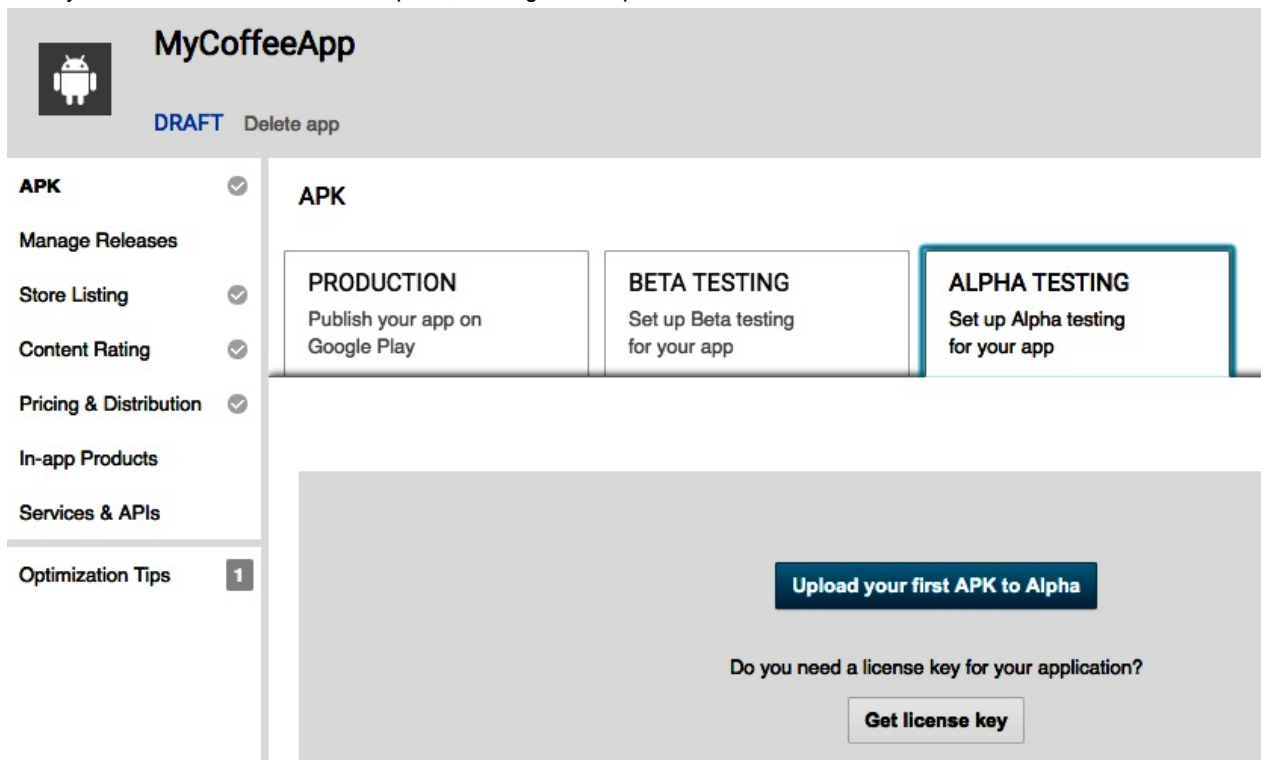 MyCoffeeApp
DRAFT Delete app
APK
Manage Releases
Store Listing
Content Rating
Pricing & Distribution
In-app Products
Services & APIs
Optimization Tips 1
APK
PRODUCTION
Publish your app on
Google Play
BETA TESTING
Set up Beta testing
for your app
ALPHA TESTING
Set up Alpha testing
for your app
Upload your first APK to Alpha
Do you need a license key for your application?
Get license key